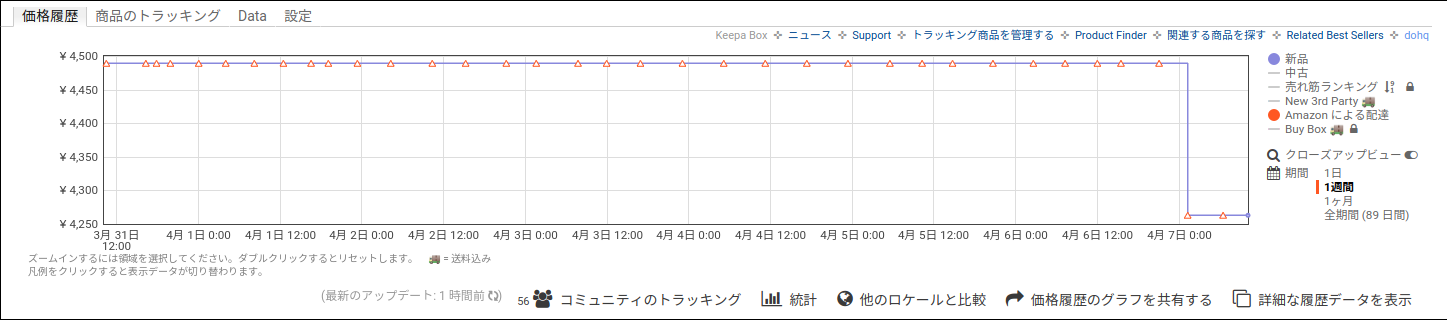 価格履歴 商品のトラッキング Data 設定
Keepa Box ニュース Support トラッキング商品を管理する Product Finder 関連する商品を探す Related Best Sellers dohq
¥ 4,500
¥ 4,450
¥ 4,400
¥ 4,350
¥ 4,300
¥ 4,250
3月 31日 12:00 4月 1日 0:00 4月 1日 12:00 4月 2日 0:00 4月 2日 12:00 4月 3日 0:00 4月 3日 12:00 4月 4日 0:00 4月 4日 12:00 4月 5日 0:00 4月 5日 12:00 4月 6日 0:00 4月 6日 12:00 4月 7日 0:00
新品
中古
売れ筋ランキング
New 3rd Party
Amazon による配達
Buy Box
クローズアップビュー
期間 1日
1週間
1ヶ月
全期間 (89 日間)
ズームインするには領域を選択してください。ダブルクリックするとリセットします。 = 送料込み
凡例をクリックすると表示データが切り替わります。
(最新のアップデート: 1 時間前) 56 コミュニティのトラッキング 統計 他のロケールと比較 価格履歴のグラフを共有する 詳細な履歴データを表示